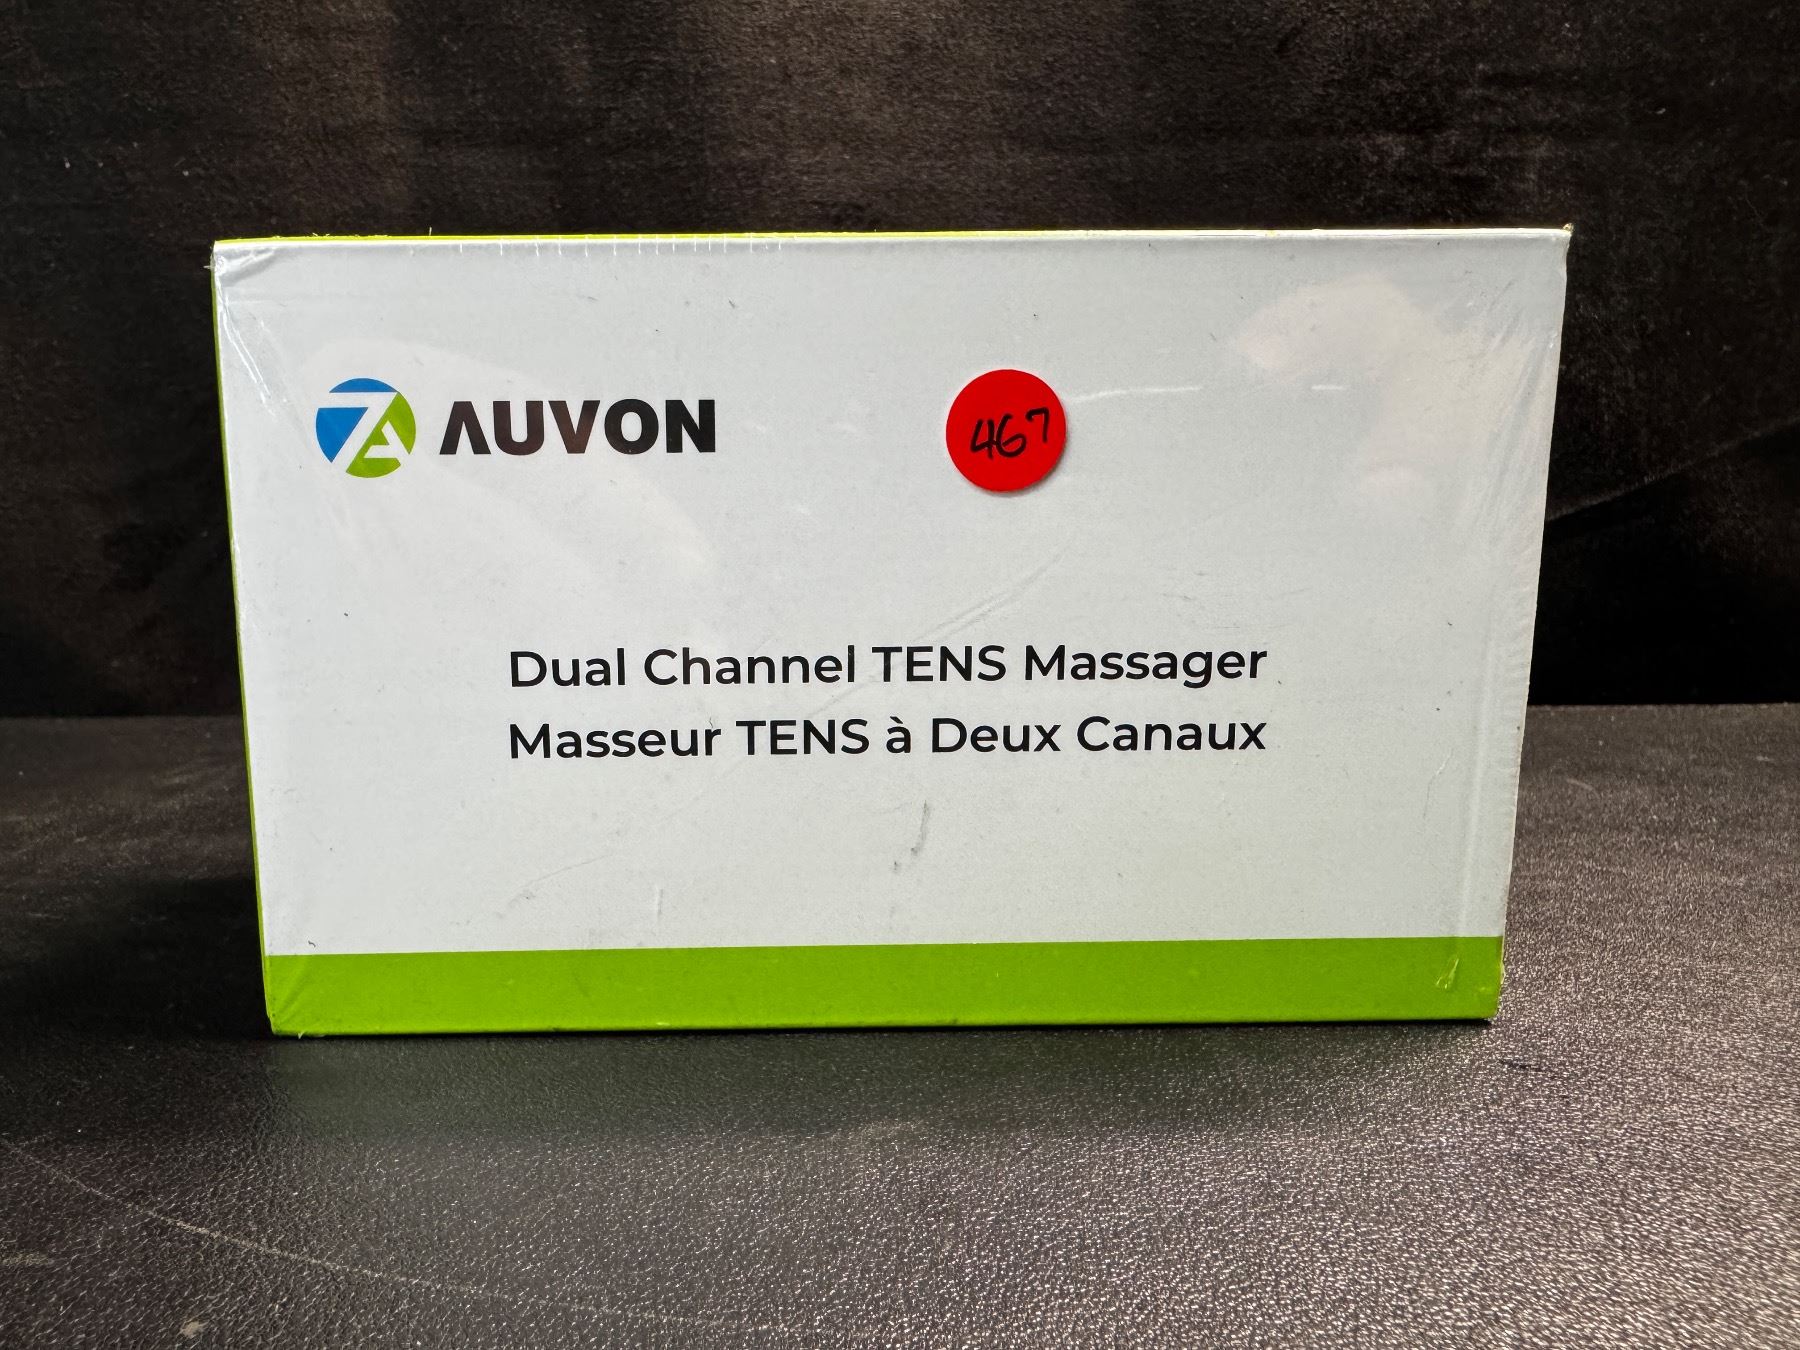 AUVON
467
Dual Channel TENS Massager
Masseur TENS à Deux Canaux